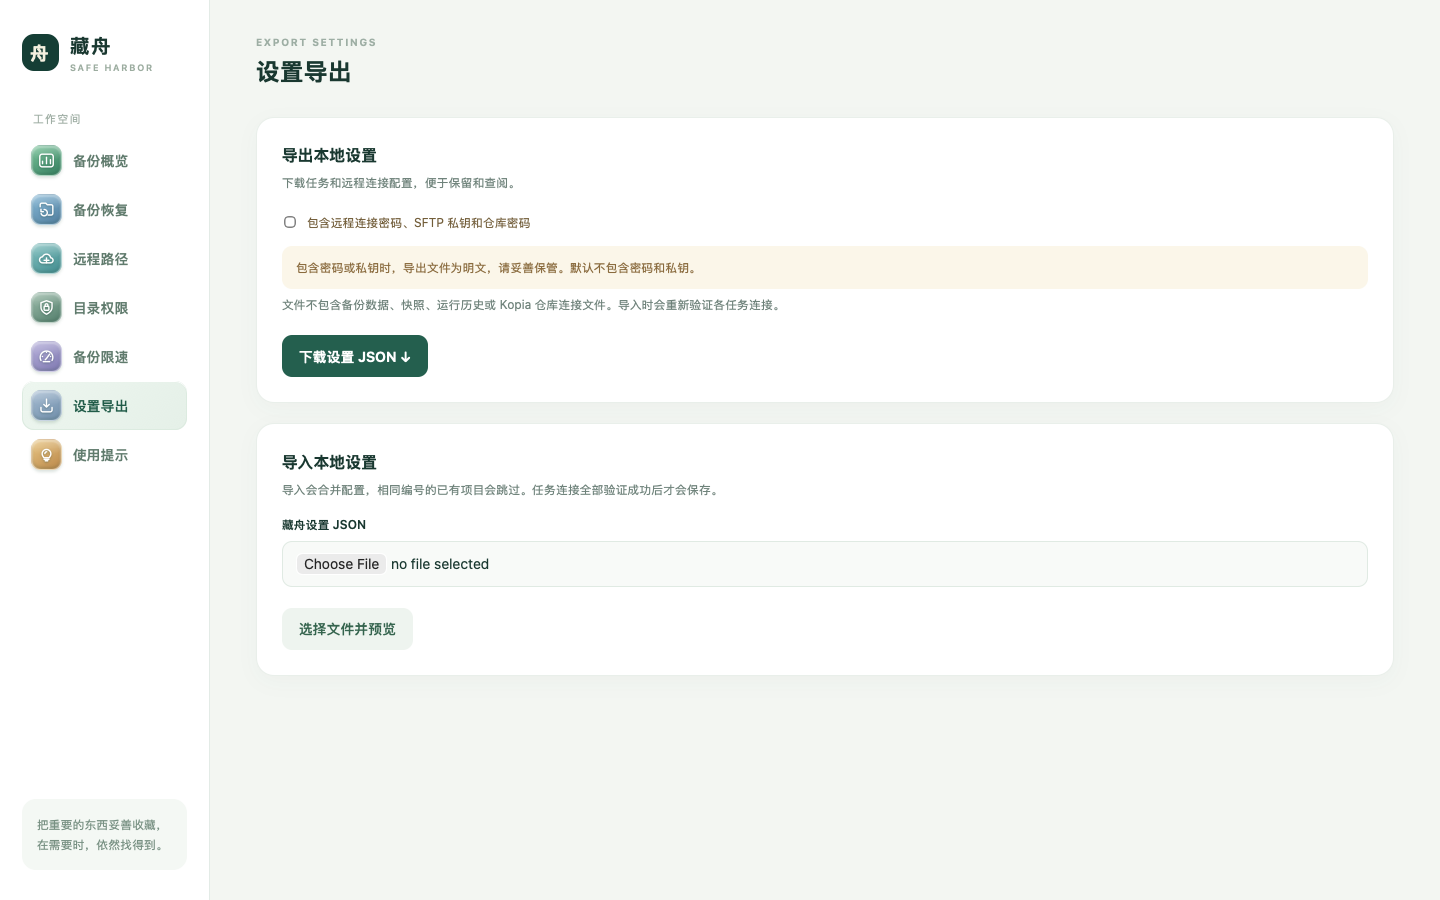 舟
藏舟
SAFE HARBOR
工作空间
备份概览
备份恢复
远程路径
目录权限
备份限速
设置导出
使用提示
把重要的东西妥善收藏，
在需要时，依然找得到。
EXPORT SETTINGS
设置导出
导出本地设置
下载任务和远程连接配置，便于保留和查阅。
包含远程连接密码、SFTP 私钥和仓库密码
包含密码或私钥时，导出文件为明文，请妥善保管。默认不包含密码和私钥。
文件不包含备份数据、快照、运行历史或 Kopia 仓库连接文件。导入时会重新验证各任务连接。
下载设置 JSON ↓
导入本地设置
导入会合并配置，相同编号的已有项目会跳过。任务连接全部验证成功后才会保存。
藏舟设置 JSON
Choose File no file selected
选择文件并预览